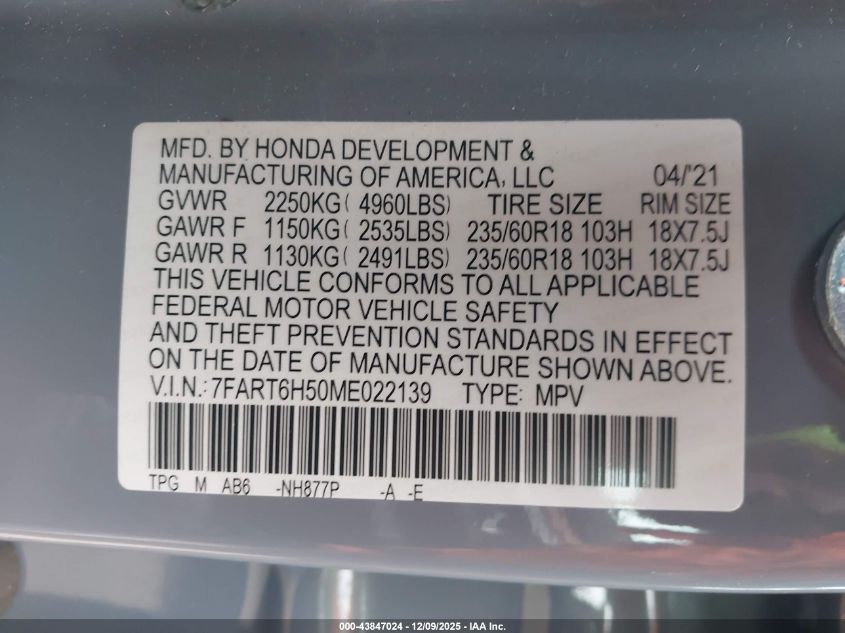 MFD. BY HONDA DEVELOPMENT &
MANUFACTURING OF AMERICA, LLC 04/'21
GVWR 2250KG( 4960LBS) TIRE SIZE RIM SIZE
GAWR F 1150KG( 2535LBS) 235/60R18 103H 18X7.5J
GAWR R 1130KG( 2491LBS) 235/60R18 103H 18X7.5J
THIS VEHICLE CONFORMS TO ALL APPLICABLE
FEDERAL MOTOR VEHICLE SAFETY
AND THEFT PREVENTION STANDARDS IN EFFECT
ON THE DATE OF MANUFACTURE SHOWN ABOVE.
V.I.N.: 7FART6H50ME022139 TYPE: MPV
TPG M AB6 -NH877P -A -E
000-43847024 - 12/09/2025 - IAA Inc.